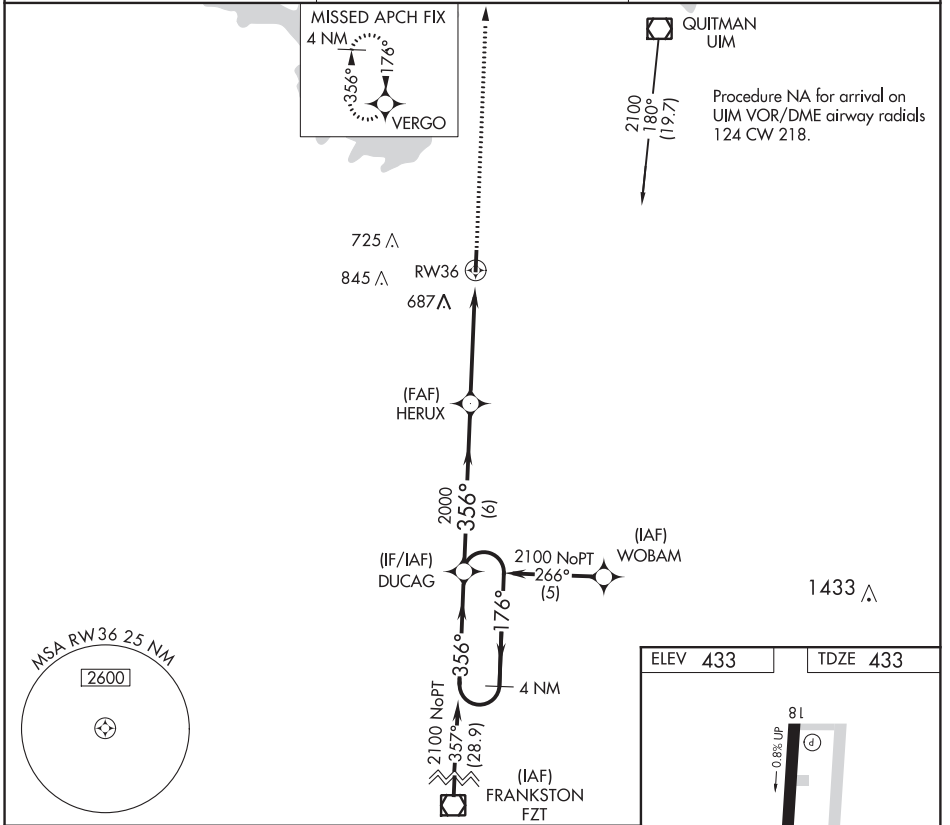 MISSED APCH FIX
4 NM
356°
176°
VERGO
QUITMAN
UIM
2100
180°
(19.7)
Procedure NA for arrival on
UIM VOR/DME airway radials
124 CW 218.
725
845
RW36
687
(FAF)
HERUX
2000
356°
(6)
(IF/IAF)
DUCAG
2100 NoPT
266°
(5)
(IAF)
WOBAM
1433
356°
176°
4 NM
2100 NoPT
357°
(28.9)
(IAF)
FRANKSTON
FZT
MSA RW36 25 NM
2600
ELEV 433
TDZE 433
18
0.8% UP
P